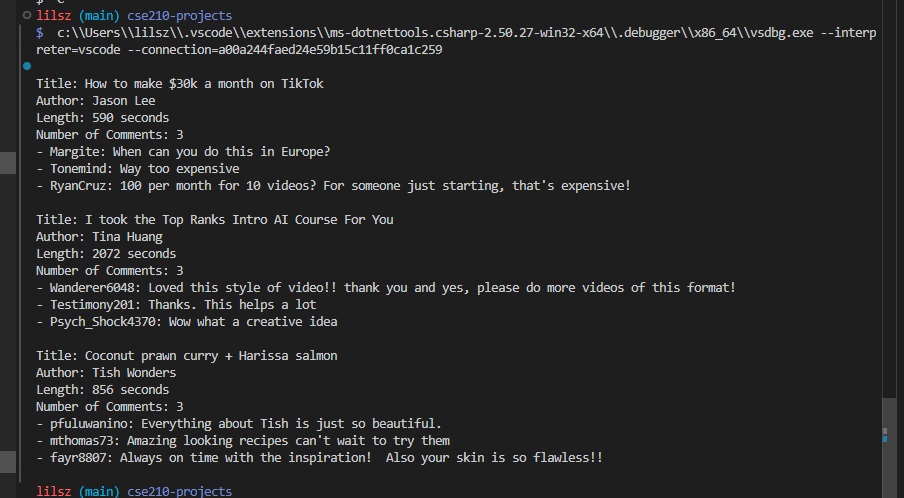 lilsz (main) cse210-projects
$  c:\\Users\\lilsz\\.vscode\\extensions\\ms-dotnettools.csharp-2.50.27-win32-x64\\.debugger\\x86_64\\vsdbg.exe --interp
reter=vscode --connection=a00a244faed24e59b15c11ff0ca1c259
Title: How to make $30k a month on TikTok
Author: Jason Lee
Length: 590 seconds
Number of Comments: 3
- Margite: When can you do this in Europe?
- Tonemind: Way too expensive
- RyanCruz: 100 per month for 10 videos? For someone just starting, that's expensive!
Title: I took the Top Ranks Intro AI Course For You
Author: Tina Huang
Length: 2072 seconds
Number of Comments: 3
- Wanderer6048: Loved this style of video!! thank you and yes, please do more videos of this format!
- Testimony201: Thanks. This helps a lot
- Psych_Shock4370: Wow what a creative idea
Title: Coconut prawn curry + Harissa salmon
Author: Tish Wonders
Length: 856 seconds
Number of Comments: 3
- pfuluwanino: Everything about Tish is just so beautiful.
- mthomas73: Amazing looking recipes can't wait to try them
- fayr8807: Always on time with the inspiration!  Also your skin is so flawless!!
lilsz (main) cse210-projects